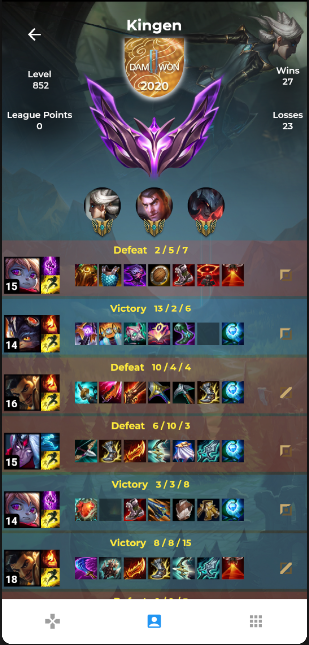 Kingen
DAMWON
2020
Level
852
Wins
27
League Points
0
Losses
23
Defeat 2 / 5 / 7
15
Victory 13 / 2 / 6
14
Defeat 10 / 4 / 4
16
Defeat 6 / 10 / 3
15
Victory 3 / 3 / 8
14
Victory 8 / 8 / 15
18